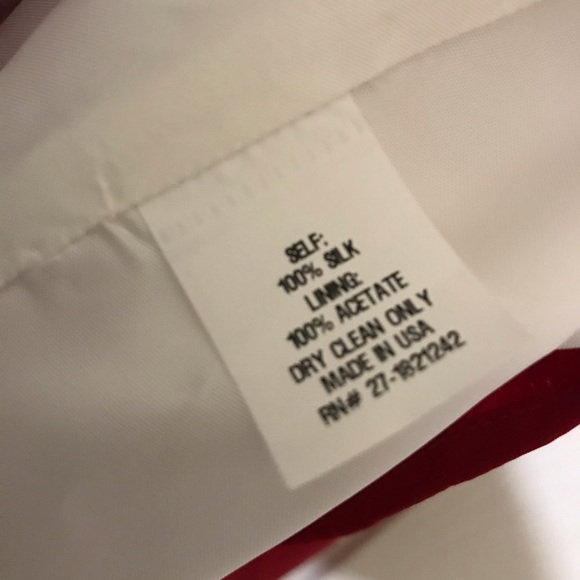 SELF:
100% SILK
LINING:
100% ACETATE
DRY CLEAN ONLY
MADE IN USA
RN# 27-1821242